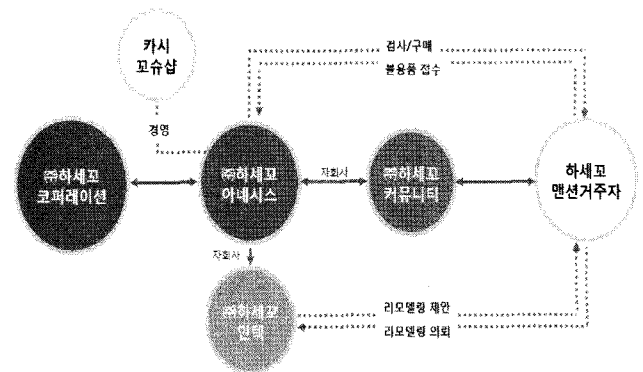 카시
꼬슈샵
검사/구매
불용품 접수
경영
㈜하세꼬
코퍼레이션
㈜하세꼬
아네시스
자회사
㈜하세꼬
커뮤니티
하세꼬
맨션거주자
자회사
㈜하세꼬
인텍
리모델링 제안
리모델링 의뢰